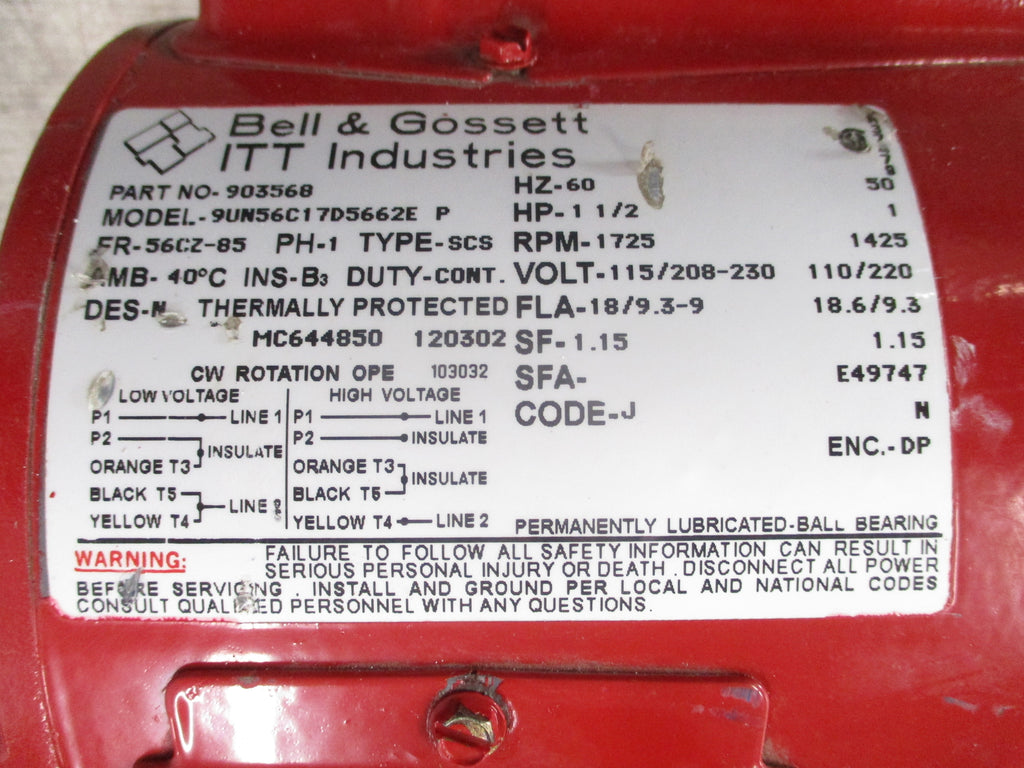 Bell & Gossett
ITT Industries
PART NO- 903568
MODEL-9UN56C17D5662E P
FR-56CZ-85 PH-1 TYPE-SCS
AMB- 40°C INS-B3 DUTY-CONT.
DES-N THERMALLY PROTECTED
MC644850 120302
CW ROTATION OPE 103032
HZ-60 50
HP-1 1/2 1
RPM-1725 1425
VOLT-115/208-230 110/220
FLA-18/9.3-9 18.6/9.3
SF-1.15 1.15
SFA- E49747
CODE-J N
ENC.-DP
LOW VOLTAGE
P1 LINE 1
P2
INSULATE
ORANGE T3
BLACK T5
LINE
YELLOW T4
HIGH VOLTAGE
P1 LINE 1
P2 INSULATE
ORANGE T3
INSULATE
BLACK T5
YELLOW T4 LINE 2
PERMANENTLY LUBRICATED-BALL BEARING
WARNING: FAILURE TO FOLLOW ALL SAFETY INFORMATION CAN RESULT IN
SERIOUS PERSONAL INJURY OR DEATH . DISCONNECT ALL POWER
BEFORE SERVICING . INSTALL AND GROUND PER LOCAL AND NATIONAL CODES
CONSULT QUALIFIED PERSONNEL WITH ANY QUESTIONS.